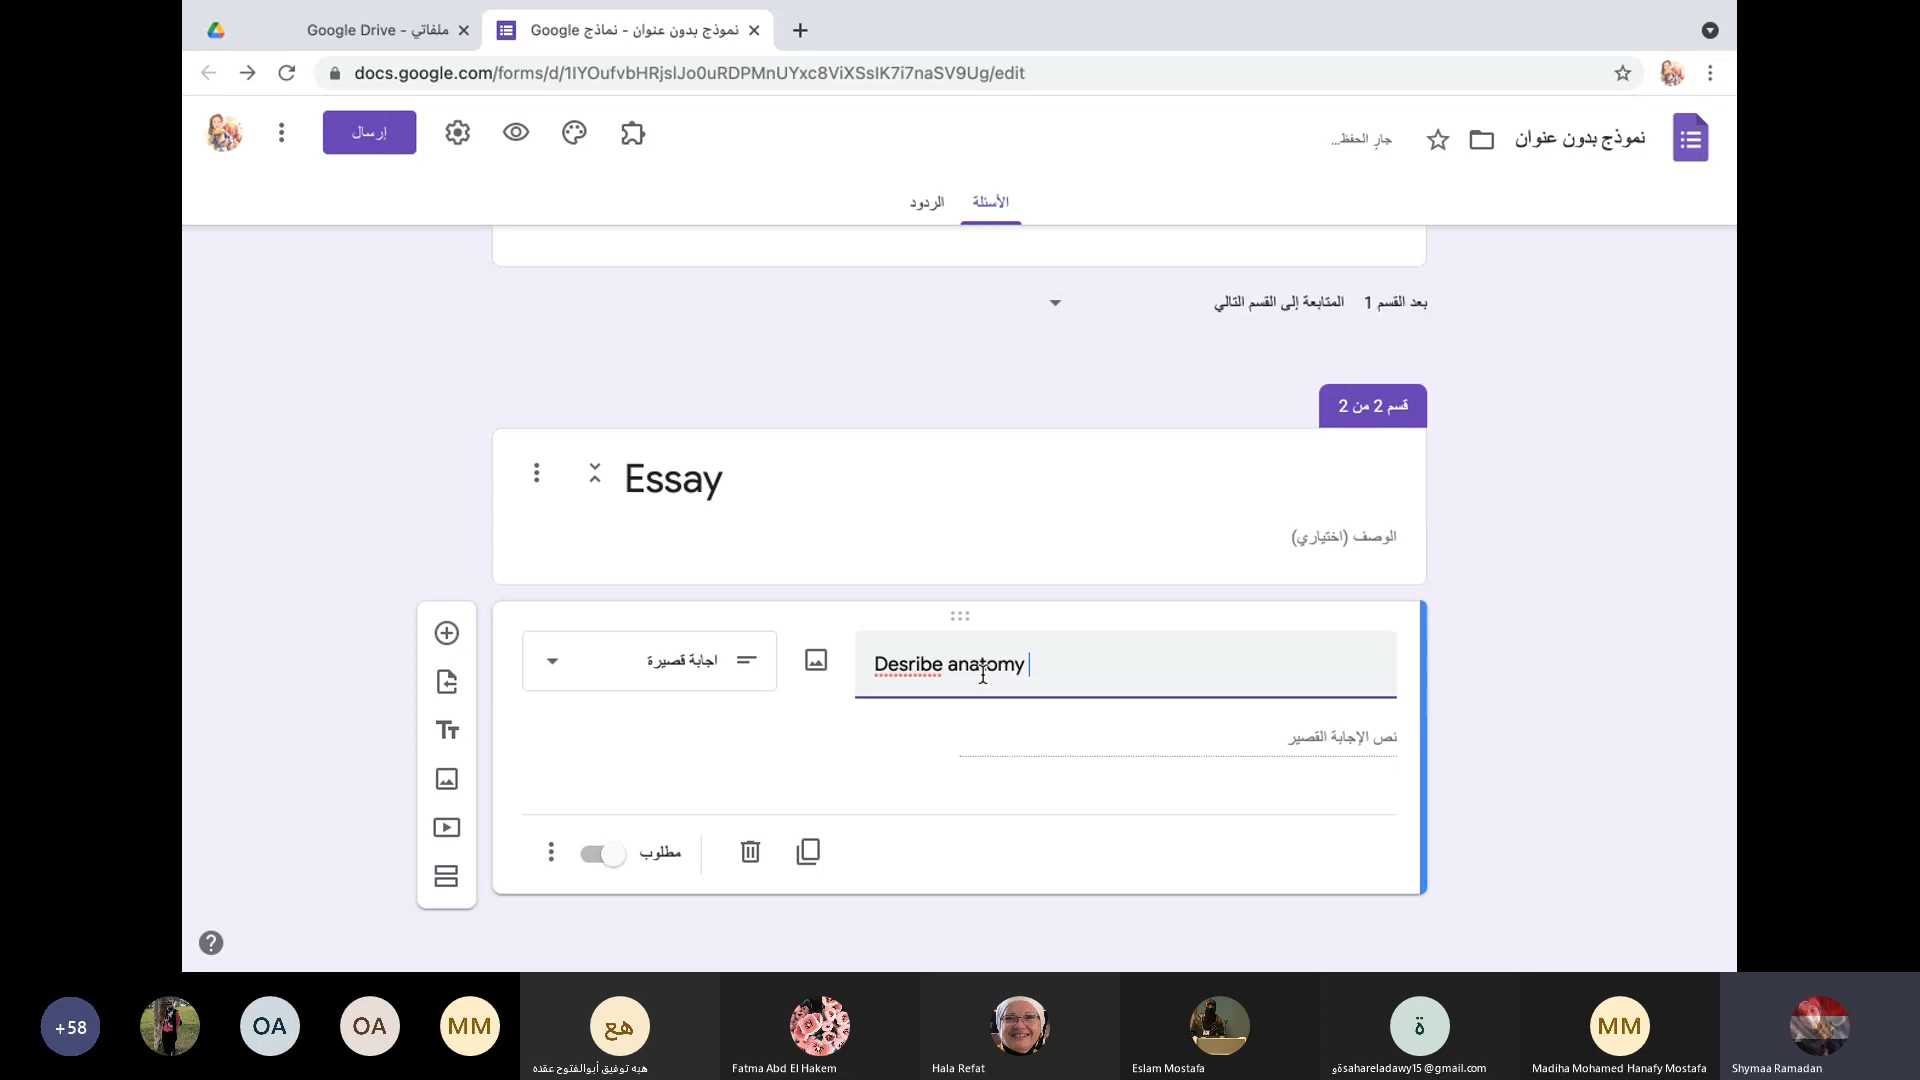 ملفاتي - Google Drive
نموذج بدون عنوان - نماذج Google
docs.google.com/forms/d/1IYOufvbHRjslJo0uRDPMnUYxc8ViXSsIK7i7naSV9Ug/edit
نموذج بدون عنوان
جارٍ الحفظ...
إرسال
الأسئلة
الردود
بعد القسم 1 المتابعة إلى القسم التالي
قسم 2 من 2
Essay
الوصف (اختياري)
Desribe anatomy
اجابة قصيرة
نص الإجابة القصير
مطلوب
+58
OA
OA
MM
هع
ة
MM
هبه توفيق أبوالفتوح عقده
Fatma Abd El Hakem
Hala Refat
Eslam Mostafa
ةوsahareladawy15@gmail.com
Madiha Mohamed Hanafy Mostafa
Shymaa Ramadan